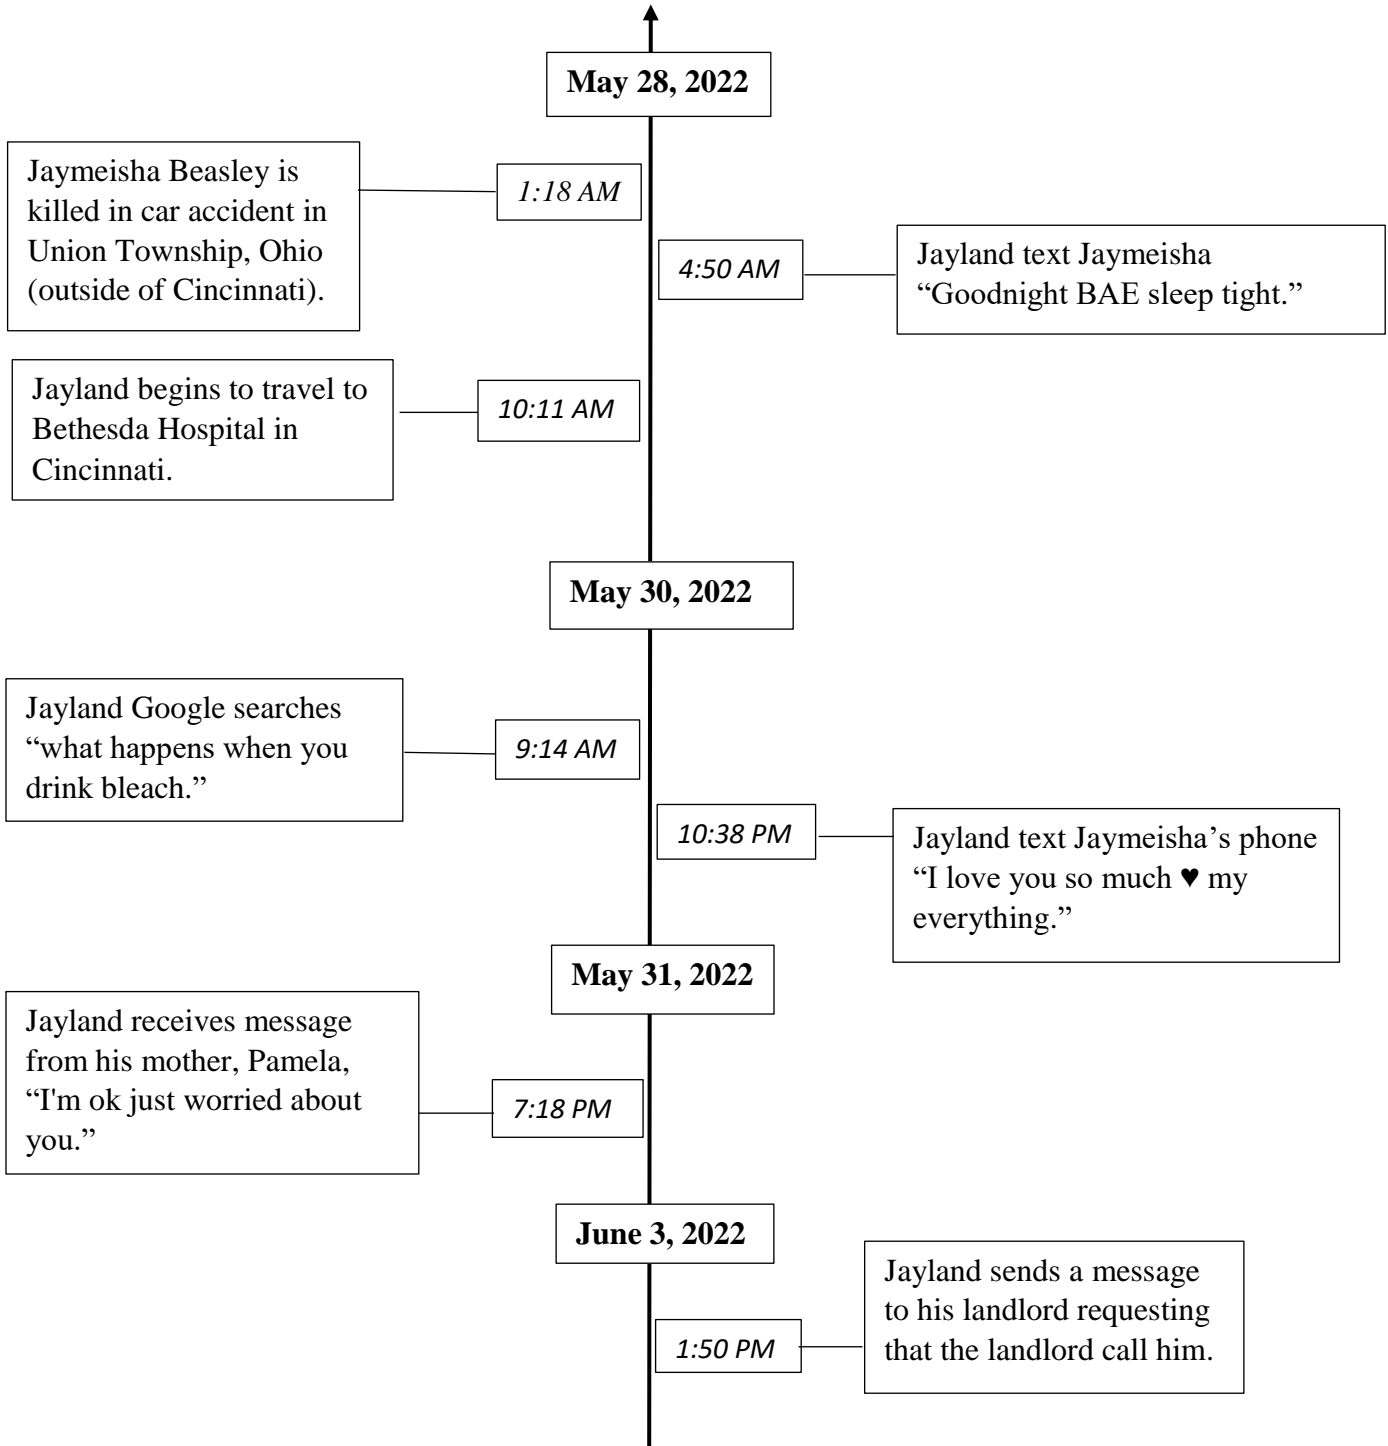 May 28, 2022
Jaymeisha Beasley is
killed in car accident in
Union Township, Ohio
(outside of Cincinnati).
1:18 AM
4:50 AM
Jayland text Jaymeisha
“Goodnight BAE sleep tight.”
Jayland begins to travel to
Bethesda Hospital in
Cincinnati.
10:11 AM
May 30, 2022
Jayland Google searches
“what happens when you
drink bleach.”
9:14 AM
10:38 PM
Jayland text Jaymeisha’s phone
“I love you so much ♥ my
everything.”
May 31, 2022
Jayland receives message
from his mother, Pamela,
“I'm ok just worried about
you.”
7:18 PM
June 3, 2022
1:50 PM
Jayland sends a message
to his landlord requesting
that the landlord call him.